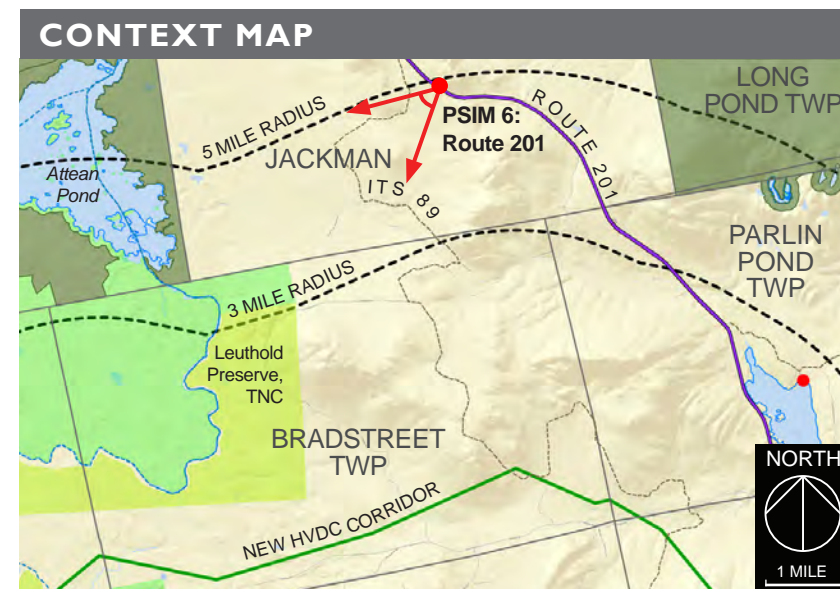 CONTEXT MAP
LONG
POND TWP
ROUTE 201
5 MILE RADIUS
PSIM 6:
Route 201
JACKMAN
Attean
Pond
ITS 89
PARLIN
POND
TWP
3 MILE RADIUS
Leuthold
Preserve,
TNC
BRADSTREET
TWP
NEW HVDC CORRIDOR
NORTH
1 MILE